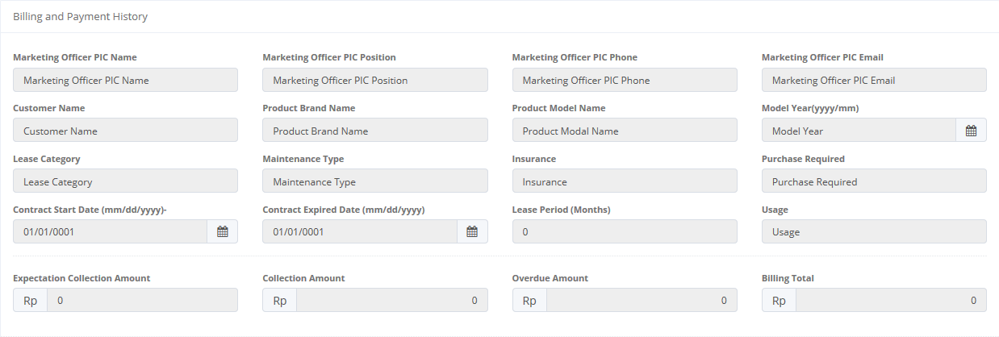 Billing and Payment History
Marketing Officer PIC Name Marketing Officer PIC Position Marketing Officer PIC Phone Marketing Officer PIC Email
Marketing Officer PIC Name Marketing Officer PIC Position Marketing Officer PIC Phone Marketing Officer PIC Email
Customer Name Product Brand Name Product Model Name Model Year(yyyy/mm)
Customer Name Product Brand Name Product Modal Name Model Year
Lease Category Maintenance Type Insurance Purchase Required
Lease Category Maintenance Type Insurance Purchase Required
Contract Start Date (mm/dd/yyyy)- Contract Expired Date (mm/dd/yyyy) Lease Period (Months) Usage
01/01/0001 01/01/0001 0 Usage
Expectation Collection Amount Collection Amount Overdue Amount Billing Total
Rp 0 Rp 0 Rp 0 Rp 0